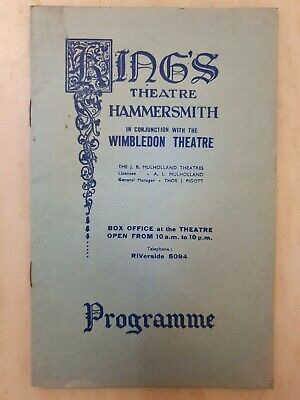 KING'S
THEATRE
HAMMERSMITH
IN CONJUNCTION WITH THE
WIMBLEDON THEATRE
THE J. B. MULHOLLAND THEATRES
Licensee - A. L. MULHOLLAND
General Manager - THOS. J. PIGOTT
BOX OFFICE at the THEATRE
OPEN FROM 10 a.m. to 10 p.m.
Telephone:
RIVerside 5094
Programme